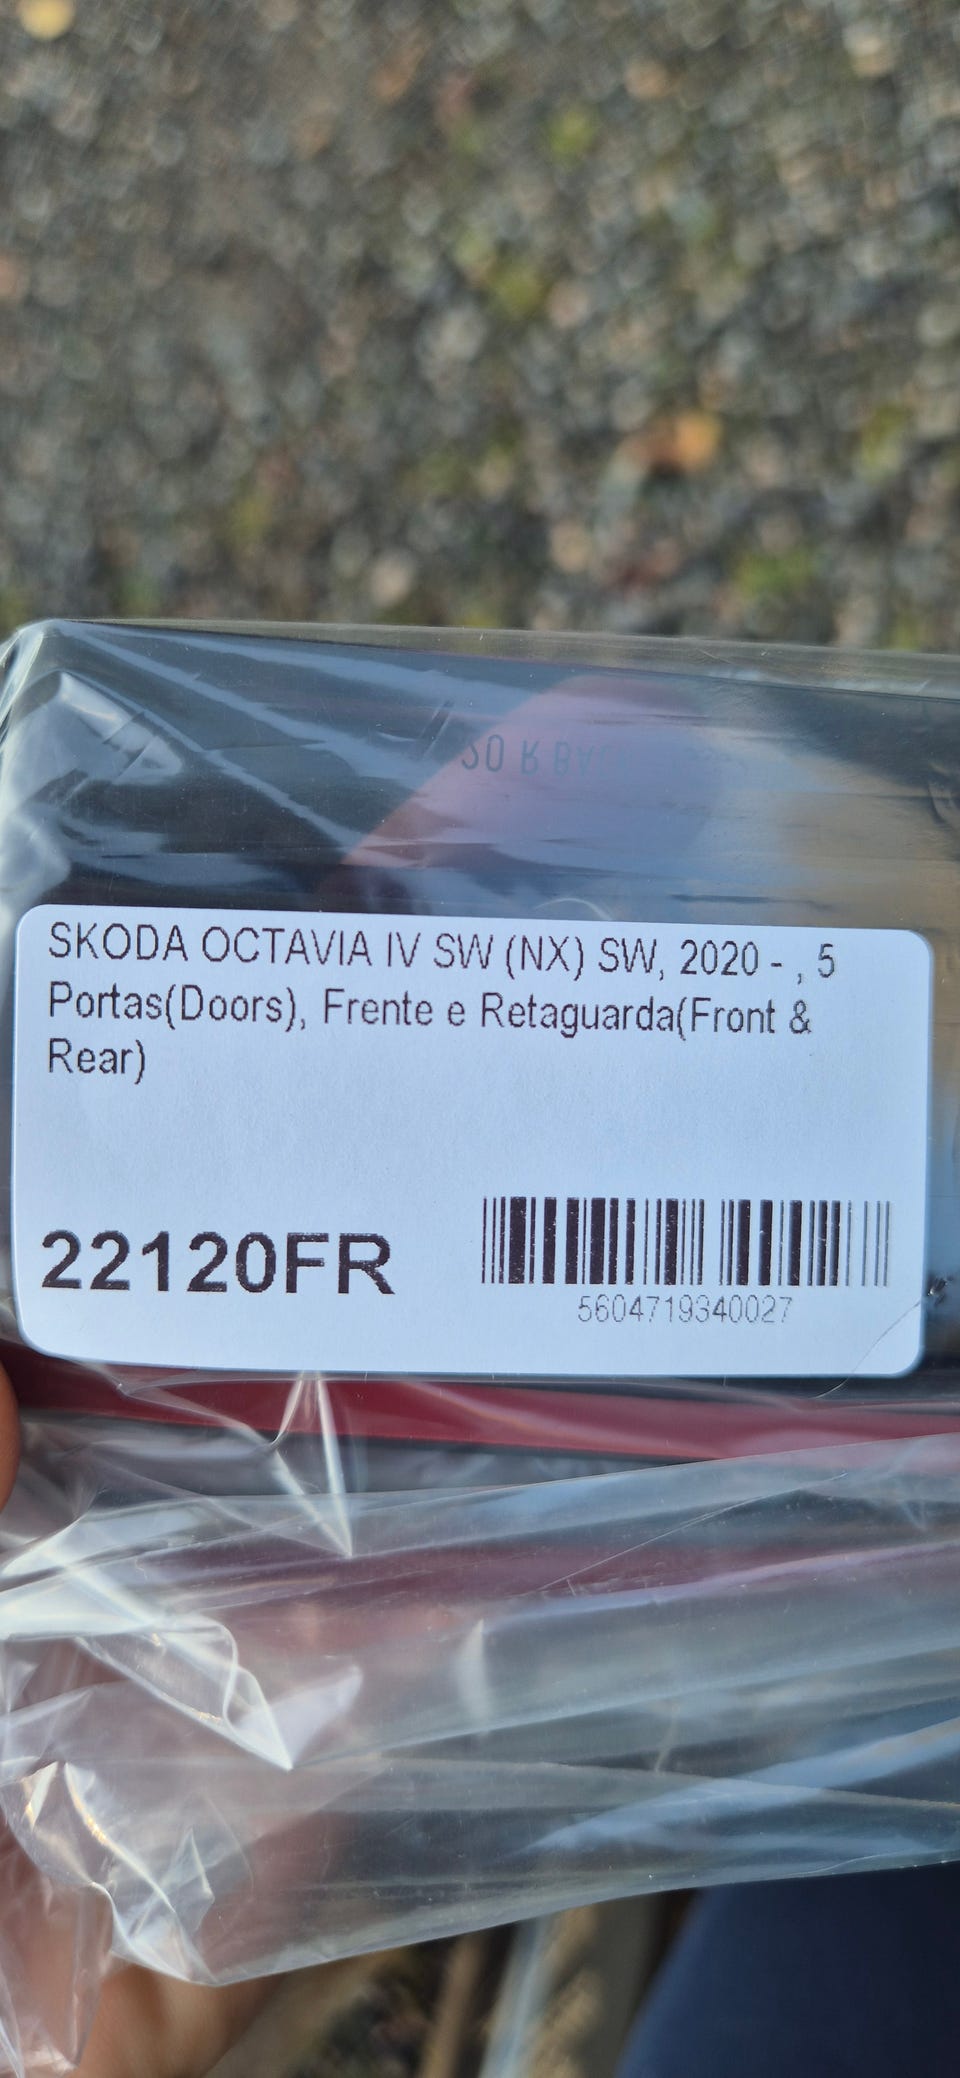 SKODA OCTAVIA IV SW (NX) SW, 2020 - , 5
Portas(Doors), Frente e Retaguarda(Front &
Rear)
22120FR
5604719340027